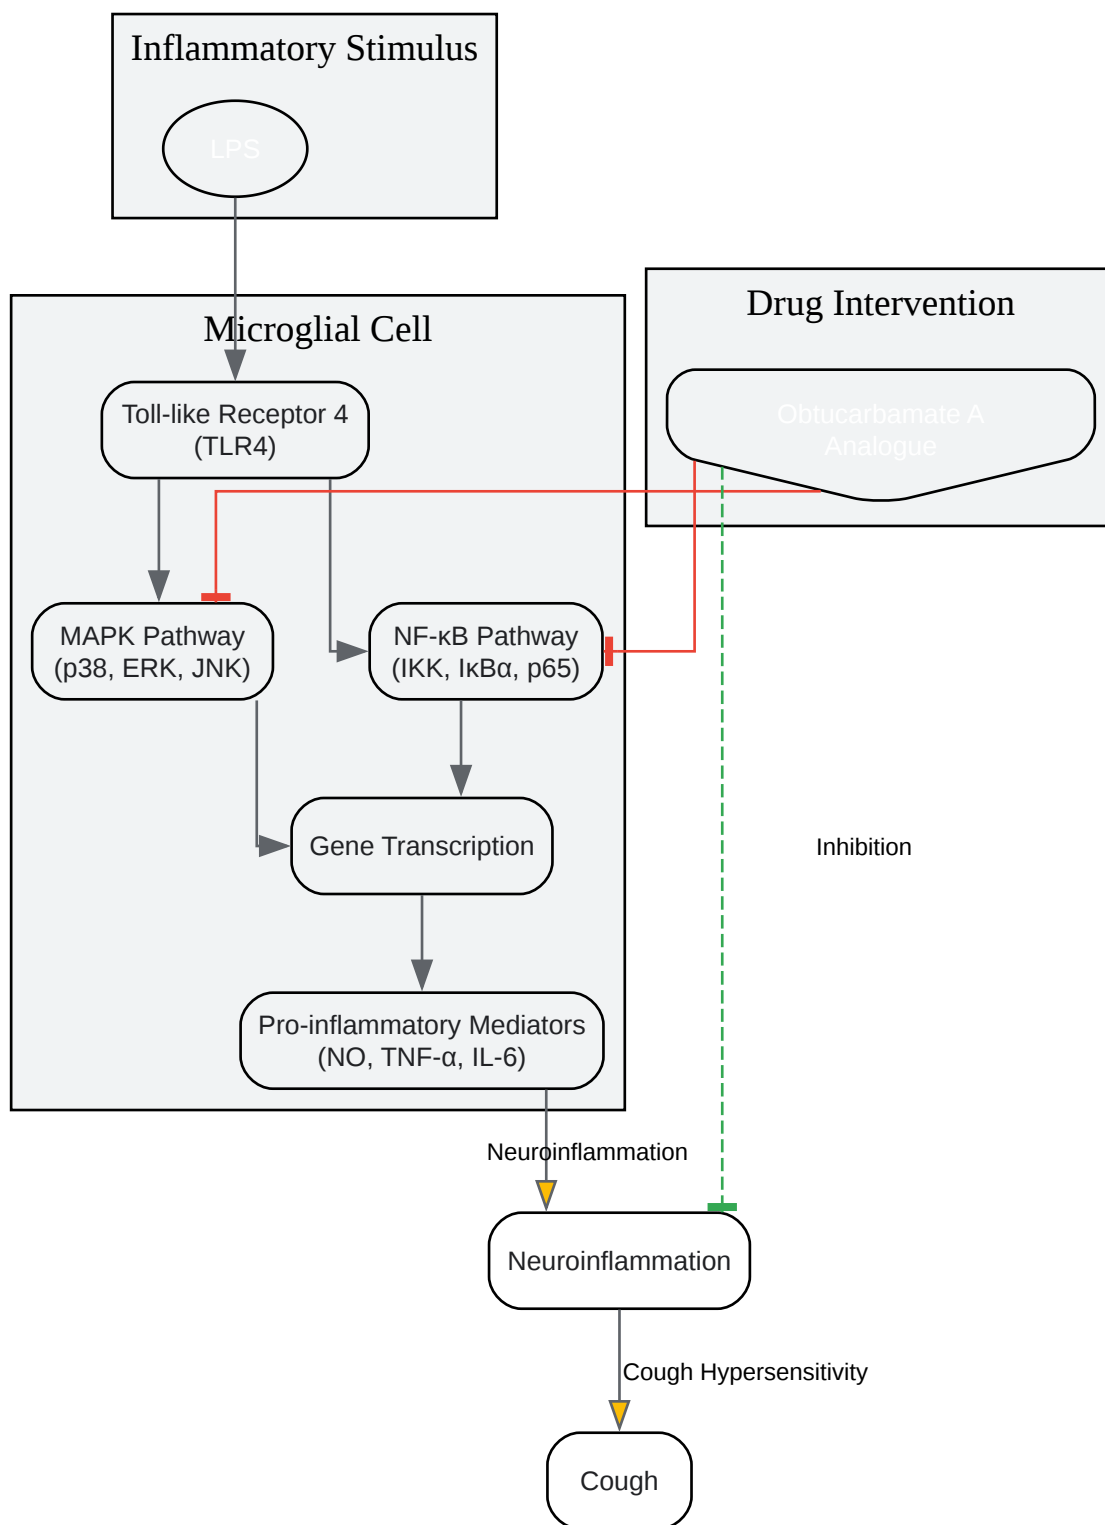 Inflammatory Stimulus
LPS
Microglial Cell
Drug Intervention
Toll-like Receptor 4
(TLR4)
Obtucarbamate A
Analogue
MAPK Pathway
(p38, ERK, JNK)
NF-κB Pathway
(IKK, IκBα, p65)
Gene Transcription
Inhibition
Pro-inflammatory Mediators
(NO, TNF-α, IL-6)
Neuroinflammation
Neuroinflammation
Cough Hypersensitivity
Cough